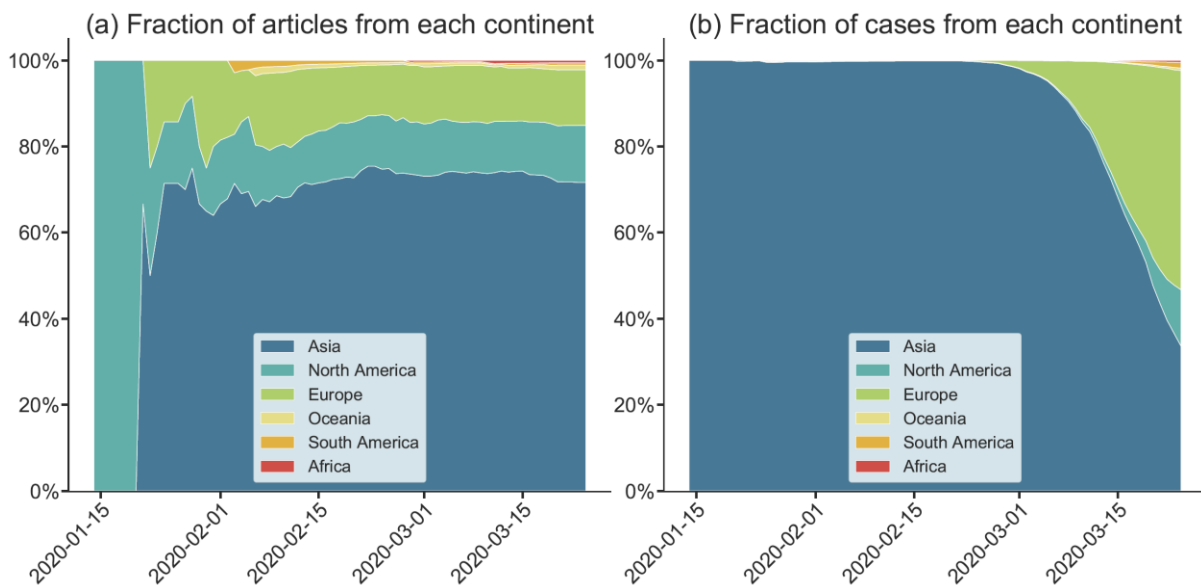 (a) Fraction of articles from each continent
100%
80%
60%
40%
20%
0%
Asia
North America
Europe
Oceania
South America
Africa
2020-01-15
2020-02-01
2020-02-15
2020-03-01
2020-03-15
(b) Fraction of cases from each continent
100%
80%
60%
40%
20%
0%
Asia
North America
Europe
Oceania
South America
Africa
2020-01-15
2020-02-01
2020-02-15
2020-03-01
2020-03-15